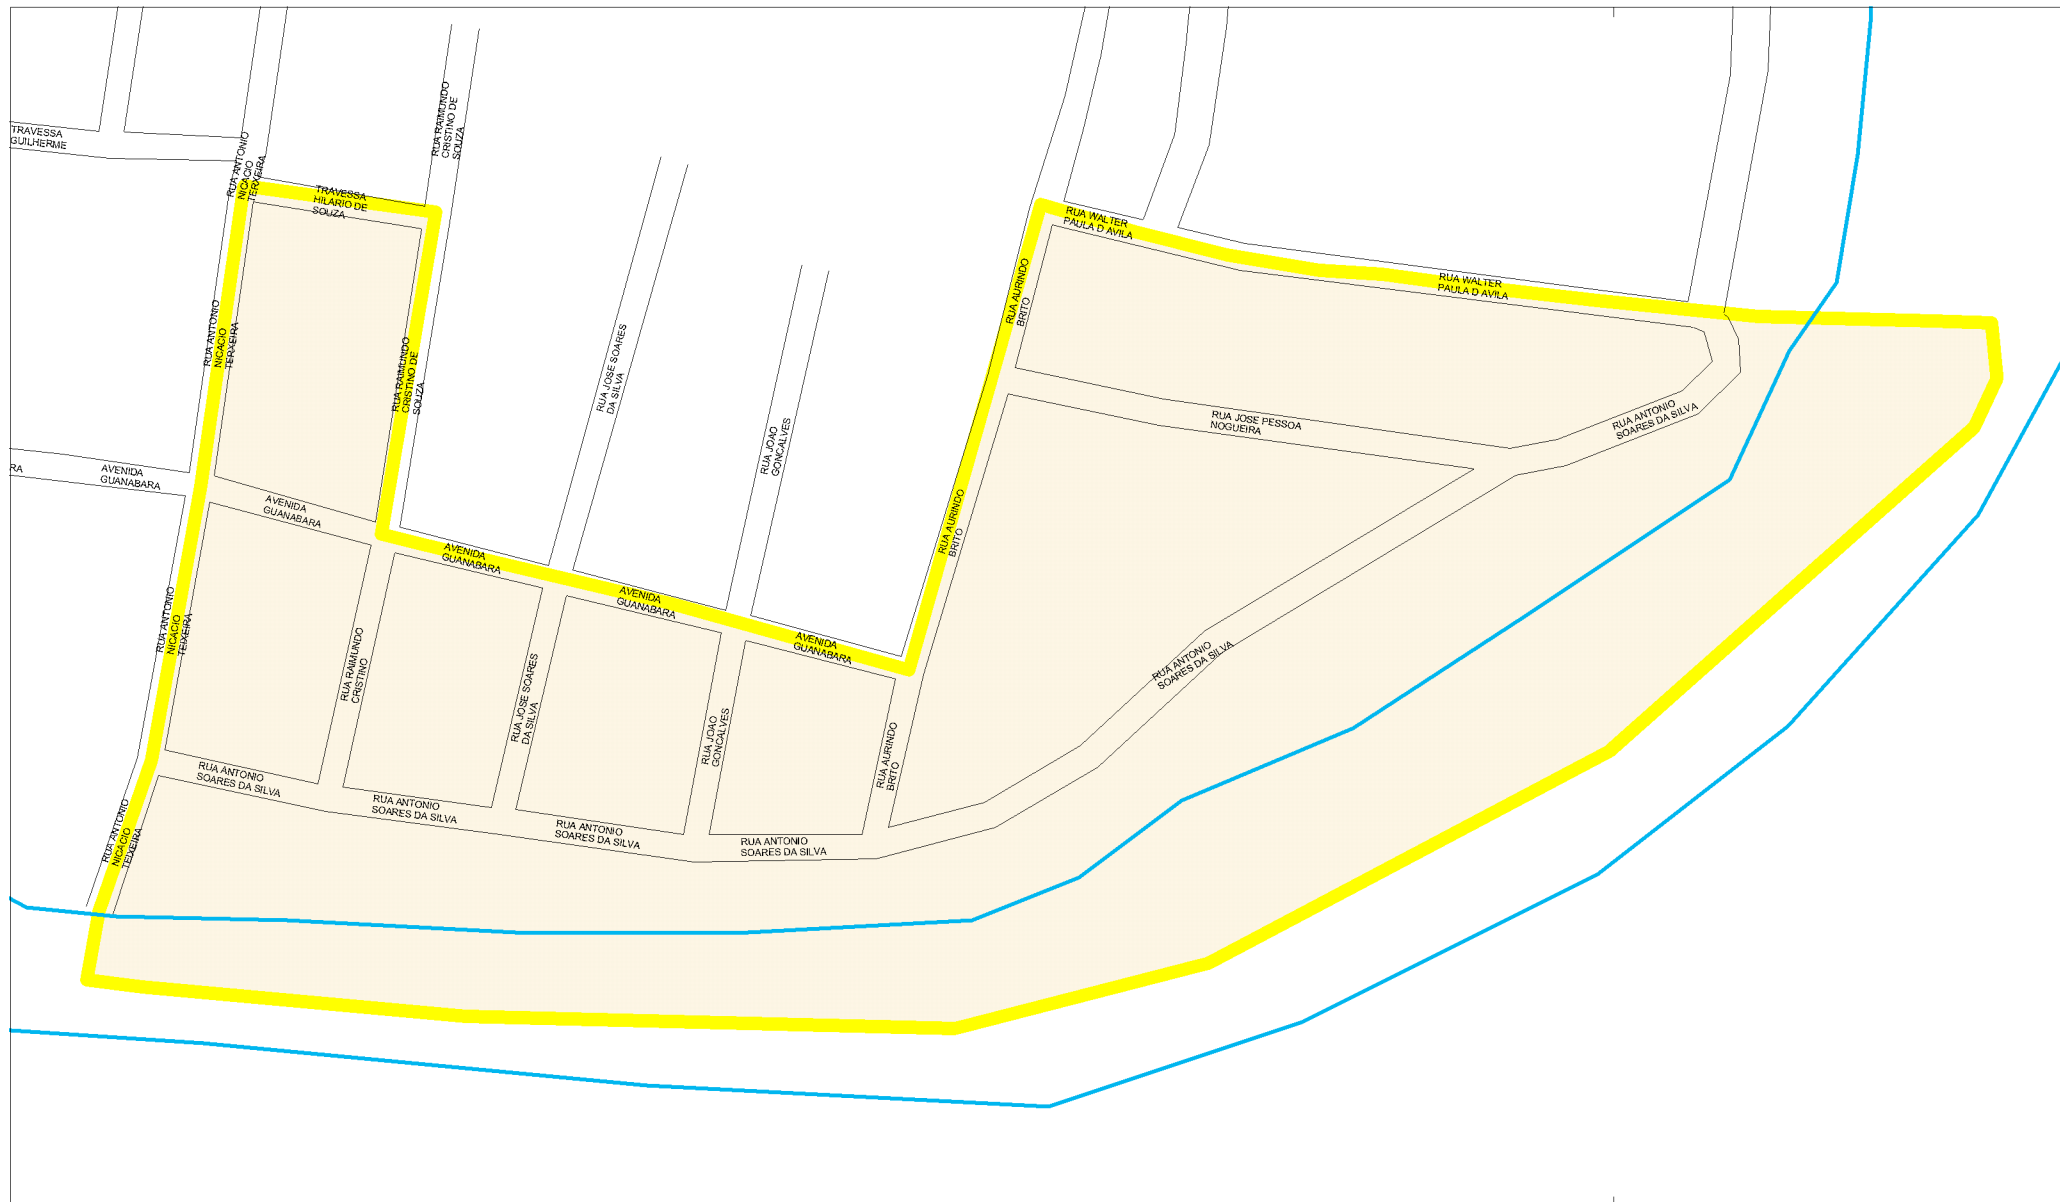 TRAVESSA
GUILHERME
RUA ANTONIO
NICACIO
TERXEIRA
RUA RAIMUNDO
CRISTINO DE
SOUZA
TRAVESSA
HILARIO DE
SOUZA
RUA WALTER
PAULA D AVILA
RUA WALTER
PAULA D AVILA
RUA AURINDO
BRITO
RUA ANTONIO
NICACIO
TERXEIRA
RUA RAIMUNDO
CRISTINO DE
SOUZA
RUA JOSE SOARES
DA SILVA
RUA JOAO
GONCALVES
RUA JOSE PESSOA
NOGUEIRA
RUA ANTONIO
SOARES DA SILVA
RA
AVENIDA
GUANABARA
AVENIDA
GUANABARA
AVENIDA
GUANABARA
AVENIDA
GUANABARA
AVENIDA
GUANABARA
RUA AURINDO
BRITO
RUA ANTONIO
NICACIO
TEIXEIRA
RUA RAIMUNDO
CRISTINO
RUA JOSE SOARES
DA SILVA
RUA JOAO
GONCALVES
RUA AURINDO
BRITO
RUA ANTONIO
SOARES DA SILVA
RUA ANTONIO
SOARES DA SILVA
RUA ANTONIO
SOARES DA SILVA
RUA ANTONIO
SOARES DA SILVA
RUA ANTONIO
SOARES DA SILVA
RUA ANTONIO
NICACIO
TEIXEIRA